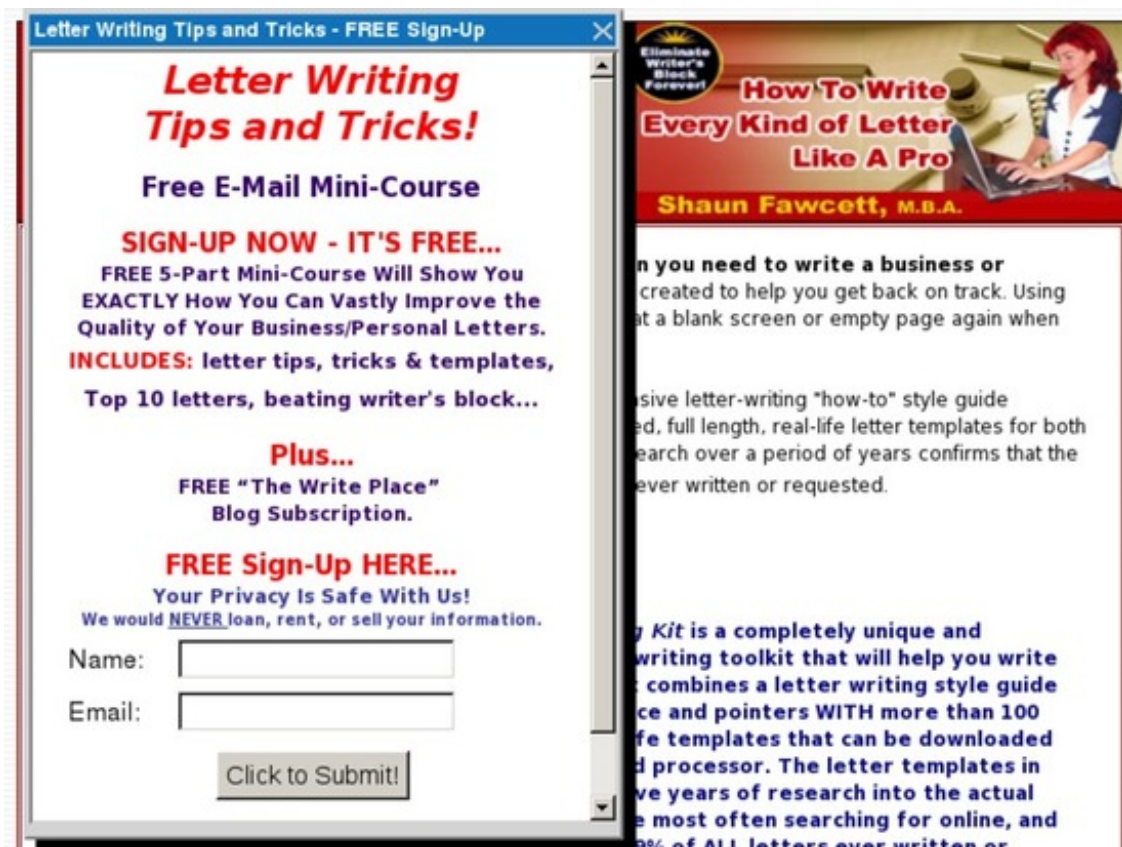 Letter Writing Tips and Tricks - FREE Sign-Up
Letter Writing
Tips and Tricks!
Free E-Mail Mini-Course
SIGN-UP NOW - IT'S FREE...
FREE 5-Part Mini-Course Will Show You
EXACTLY How You Can Vastly Improve the
Quality of Your Business/Personal Letters.
INCLUDES: letter tips, tricks & templates,
Top 10 letters, beating writer's block...
Plus...
FREE “The Write Place”
Blog Subscription.
FREE Sign-Up HERE...
Your Privacy Is Safe With Us!
We would NEVER loan, rent, or sell your information.
Name:
Email:
Click to Submit!
Eliminate
Writer's
Block
Forever!
How To Write
Every Kind of Letter
Like A Pro
Shaun Fawcett, M.B.A.
n you need to write a business or
created to help you get back on track. Using
at a blank screen or empty page again when
sive letter-writing "how-to" style guide
ed, full length, real-life letter templates for both
earch over a period of years confirms that the
ever written or requested.
g Kit is a completely unique and
writing toolkit that will help you write
combines a letter writing style guide
ce and pointers WITH more than 100
fe templates that can be downloaded
d processor. The letter templates in
ve years of research into the actual
e most often searching for online, and
9% of ALL letters ever written or